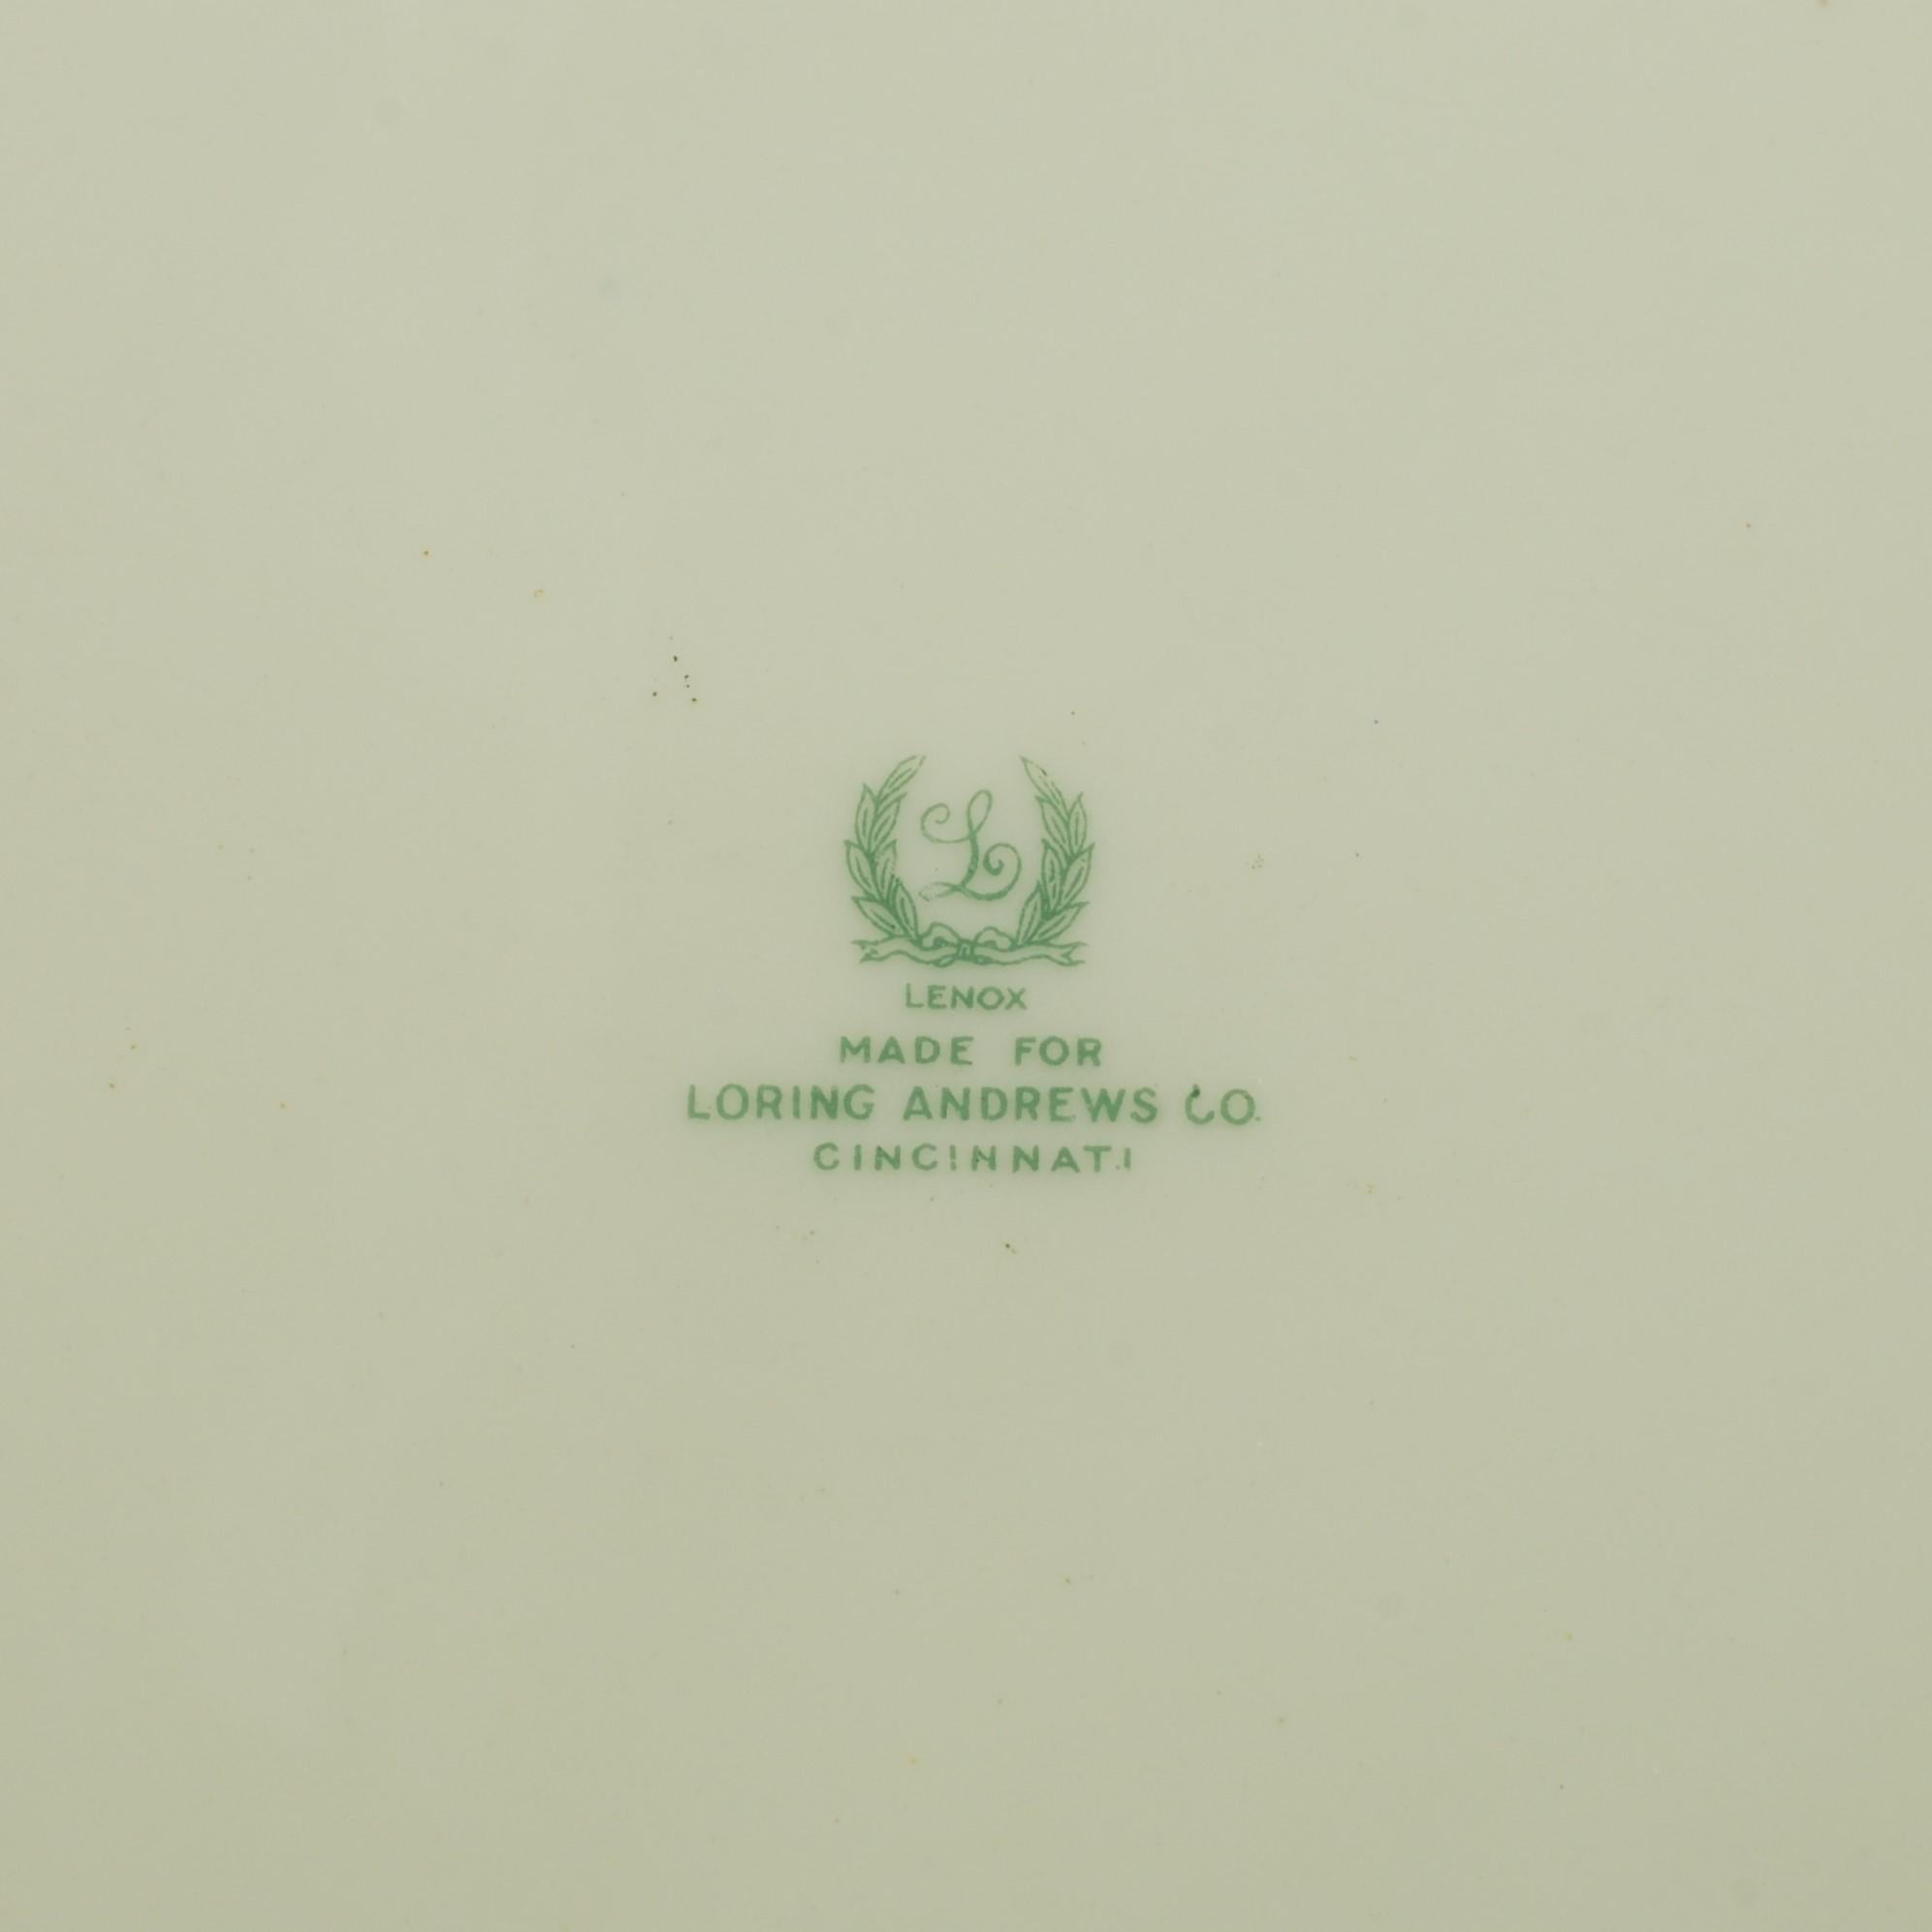 L
LENOX
MADE FOR
LORING ANDREWS CO.
CINCINNATI